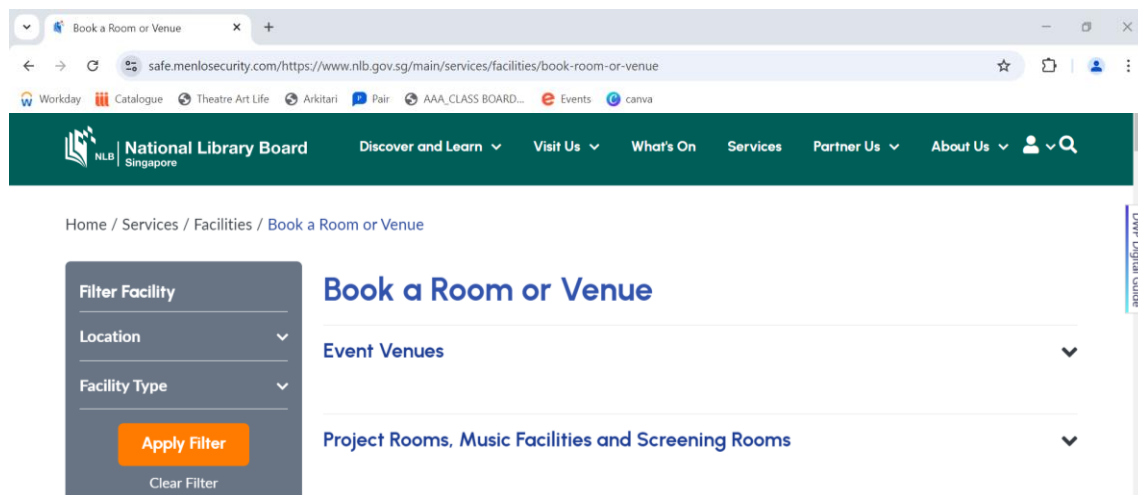 Book a Room or Venue
safe.menlosecurity.com/https://www.nlb.gov.sg/main/services/facilities/book-room-or-venue
Workday Catalogue Theatre Art Life Arkitari Pair AAA_CLASS BOARD... Events canva
NLB National Library Board Singapore Discover and Learn Visit Us What's On Services Partner Us About Us
Home / Services / Facilities / Book a Room or Venue
DWP Digital Guide
Filter Facility
Location
Facility Type
Apply Filter
Clear Filter
Book a Room or Venue
Event Venues
Project Rooms, Music Facilities and Screening Rooms